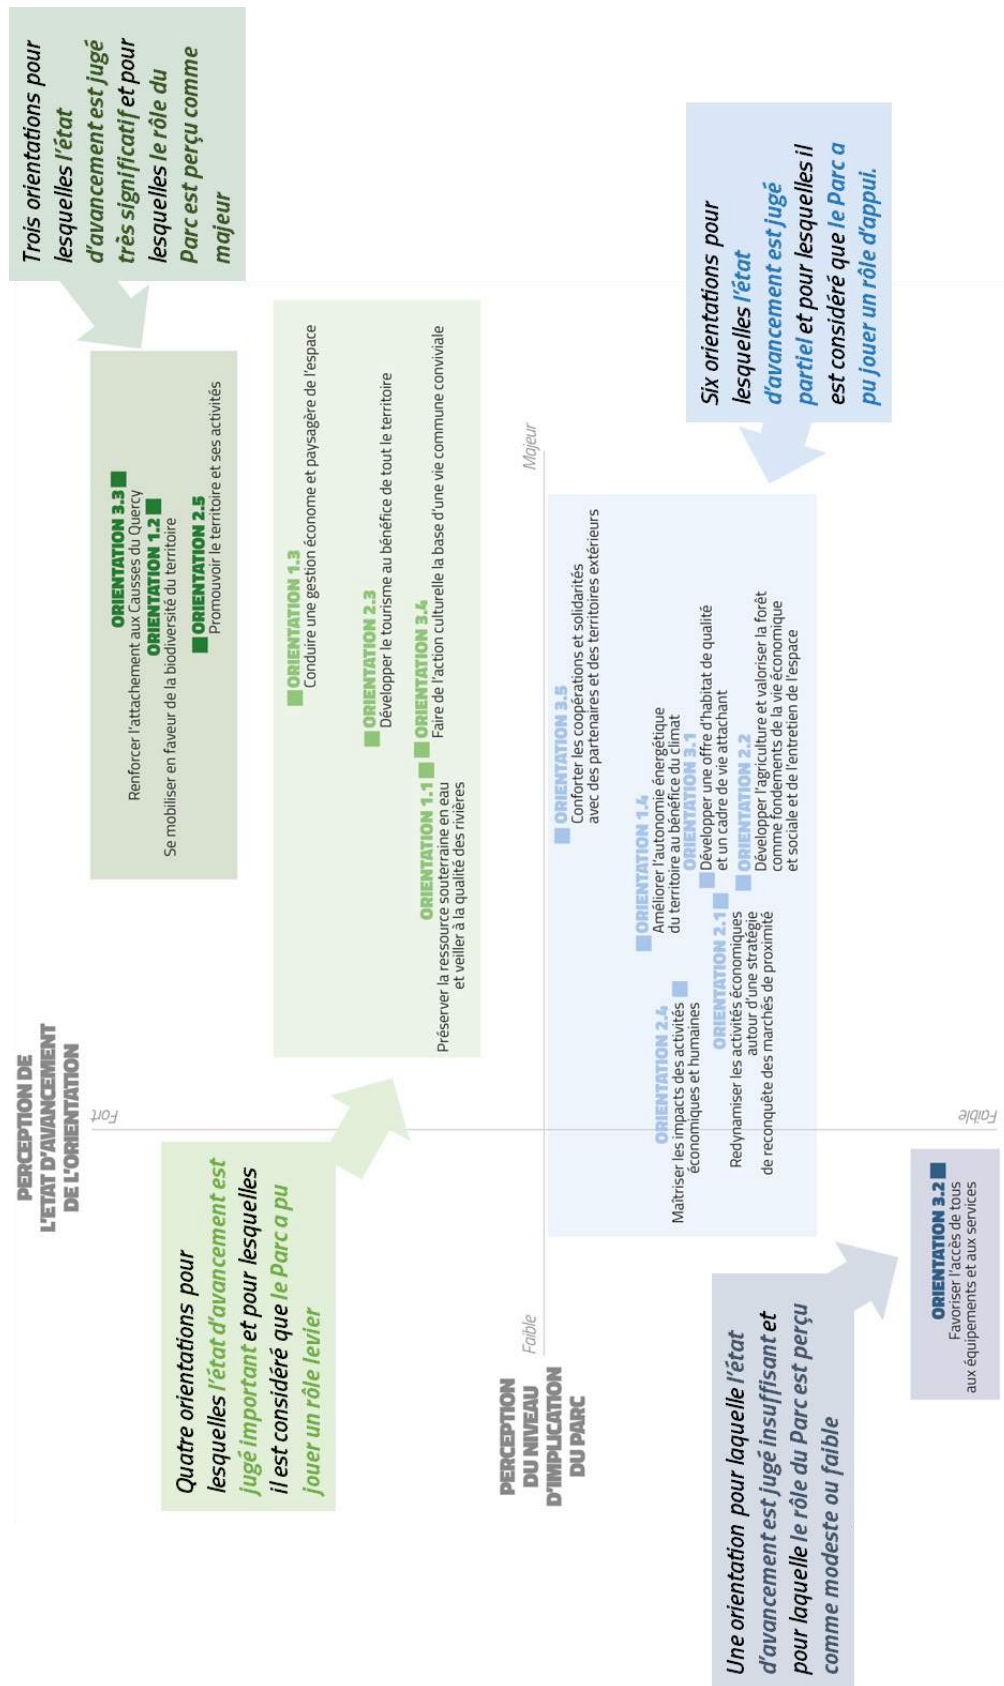 PERCEPTION DE
L'ETAT D'AVANCEMENT
DE L'ORIENTATION
Fort
Trois orientations pour
lesquelles l'état
d'avancement est jugé
très significatif et pour
lesquelles le rôle du
Parc est perçu comme
majeur
ORIENTATION 3.3
Renforcer l'attachement aux Causses du Quercy
ORIENTATION 1.2
Se mobiliser en faveur de la biodiversité du territoire
ORIENTATION 2.5
Promouvoir le territoire et ses activités
Quatre orientations pour
lesquelles l'état d'avancement est
jugé important et pour lesquelles
il est considéré que le Parc a pu
jouer un rôle levier
ORIENTATION 1.3
Conduire une gestion économe et paysagère de l'espace
ORIENTATION 2.3
Développer le tourisme au bénéfice de tout le territoire
ORIENTATION 3.4
Faire de l'action culturelle la base d'une vie commune conviviale
ORIENTATION 1.1
Préserver la ressource souterraine en eau
et veiller à la qualité des rivières
PERCEPTION
DU NIVEAU
D'IMPLICATION
DU PARC
Faible
Majeur
ORIENTATION 3.5
Conforter les coopérations et solidarités
avec des partenaires et des territoires extérieurs
ORIENTATION 1.4
Améliorer l'autonomie énergétique
du territoire au bénéfice du climat
ORIENTATION 3.1
Développer une offre d'habitat de qualité
et un cadre de vie attachant
ORIENTATION 2.4
Maîtriser les impacts des activités
économiques et humaines
ORIENTATION 2.1
Redynamiser les activités économiques
autour d'une stratégie
de reconquête des marchés de proximité
ORIENTATION 2.2
Développer l'agriculture et valoriser la forêt
comme fondements de la vie économique
et sociale et de l'entretien de l'espace
Six orientations pour
lesquelles l'état
d'avancement est jugé
partiel et pour lesquelles il
est considéré que le Parc a
pu jouer un rôle d'appui.
Une orientation pour laquelle l'état
d'avancement est jugé insuffisant et
pour laquelle le rôle du Parc est perçu
comme modeste ou faible
ORIENTATION 3.2
Favoriser l'accès de tous
aux équipements et aux services
Faible